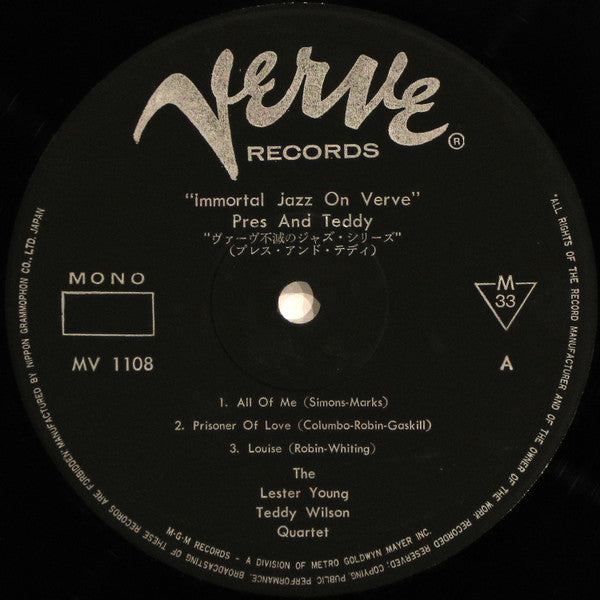 Verve
RECORDS
®
"Immortal Jazz On Verve"
Pres And Teddy
"ヴァーヴ不滅のジャズ・シリーズ"
(プレス・アンド・テディ)
MONO
M
33
MV 1108
A
1. All Of Me (Simons-Marks)
2. Prisoner Of Love (Columbo-Robin-Gaskill)
3. Louise (Robin-Whiting)
The
Lester Young
Teddy Wilson
Quartet
M-G-M RECORDS - A DIVISION OF METRO GOLDWYN MAYER INC.
*ALL RIGHTS OF THE RECORD MANUFACTURER AND OF THE OWNER OF THE WORK RECORDED RESERVED. COPYING, PUBLIC PERFORMANCE, BROADCASTING OF THESE RECORDS ARE FORBIDDEN MANUFACTURED BY NIPPON GRAMMOPHON CO., LTD. JAPAN